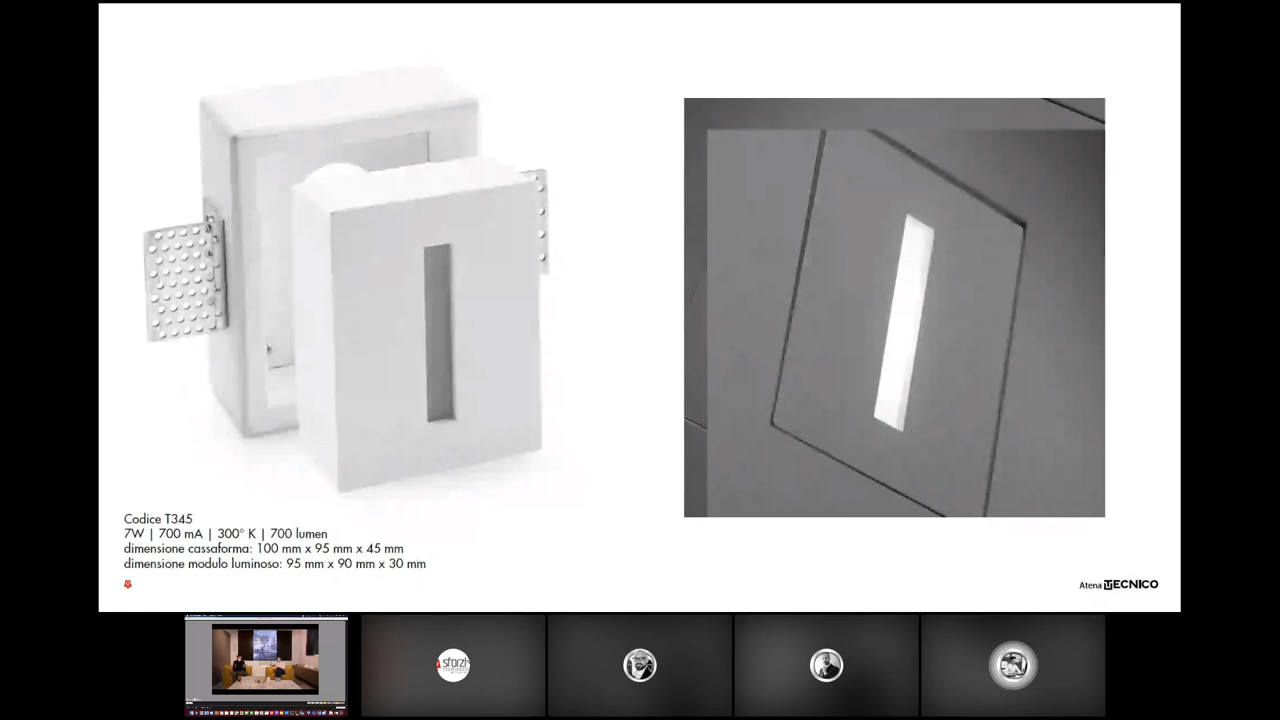 Codice T345
7W | 700 mA | 300° K | 700 lumen
dimensione cassaforma: 100 mm x 95 mm x 45 mm
dimensione modulo luminoso: 95 mm x 90 mm x 30 mm
Atena TECNICO
sforzi